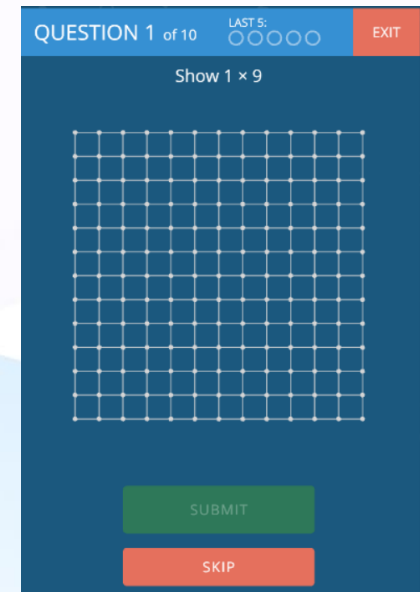 QUESTION 1 of 10
LAST 5:
EXIT
Show 1 × 9
SUBMIT
SKIP